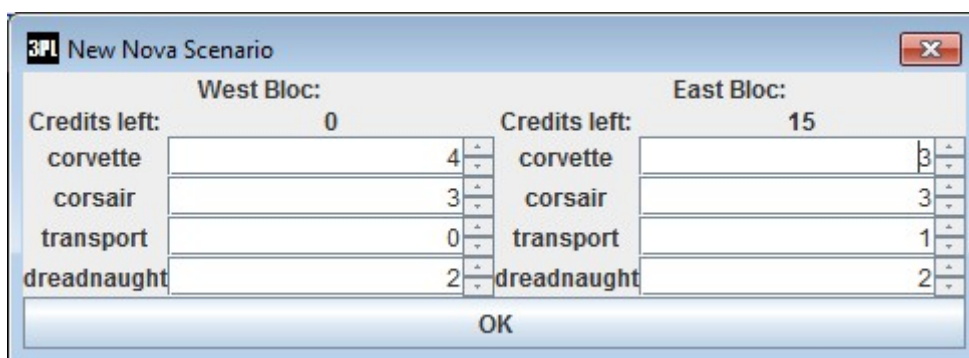 3PL New Nova Scenario
West Bloc: East Bloc:
Credits left: 0 Credits left: 15
corvette 4 corvette 3
corsair 3 corsair 3
transport 0 transport 1
dreadnaught 2 dreadnaught 2
OK